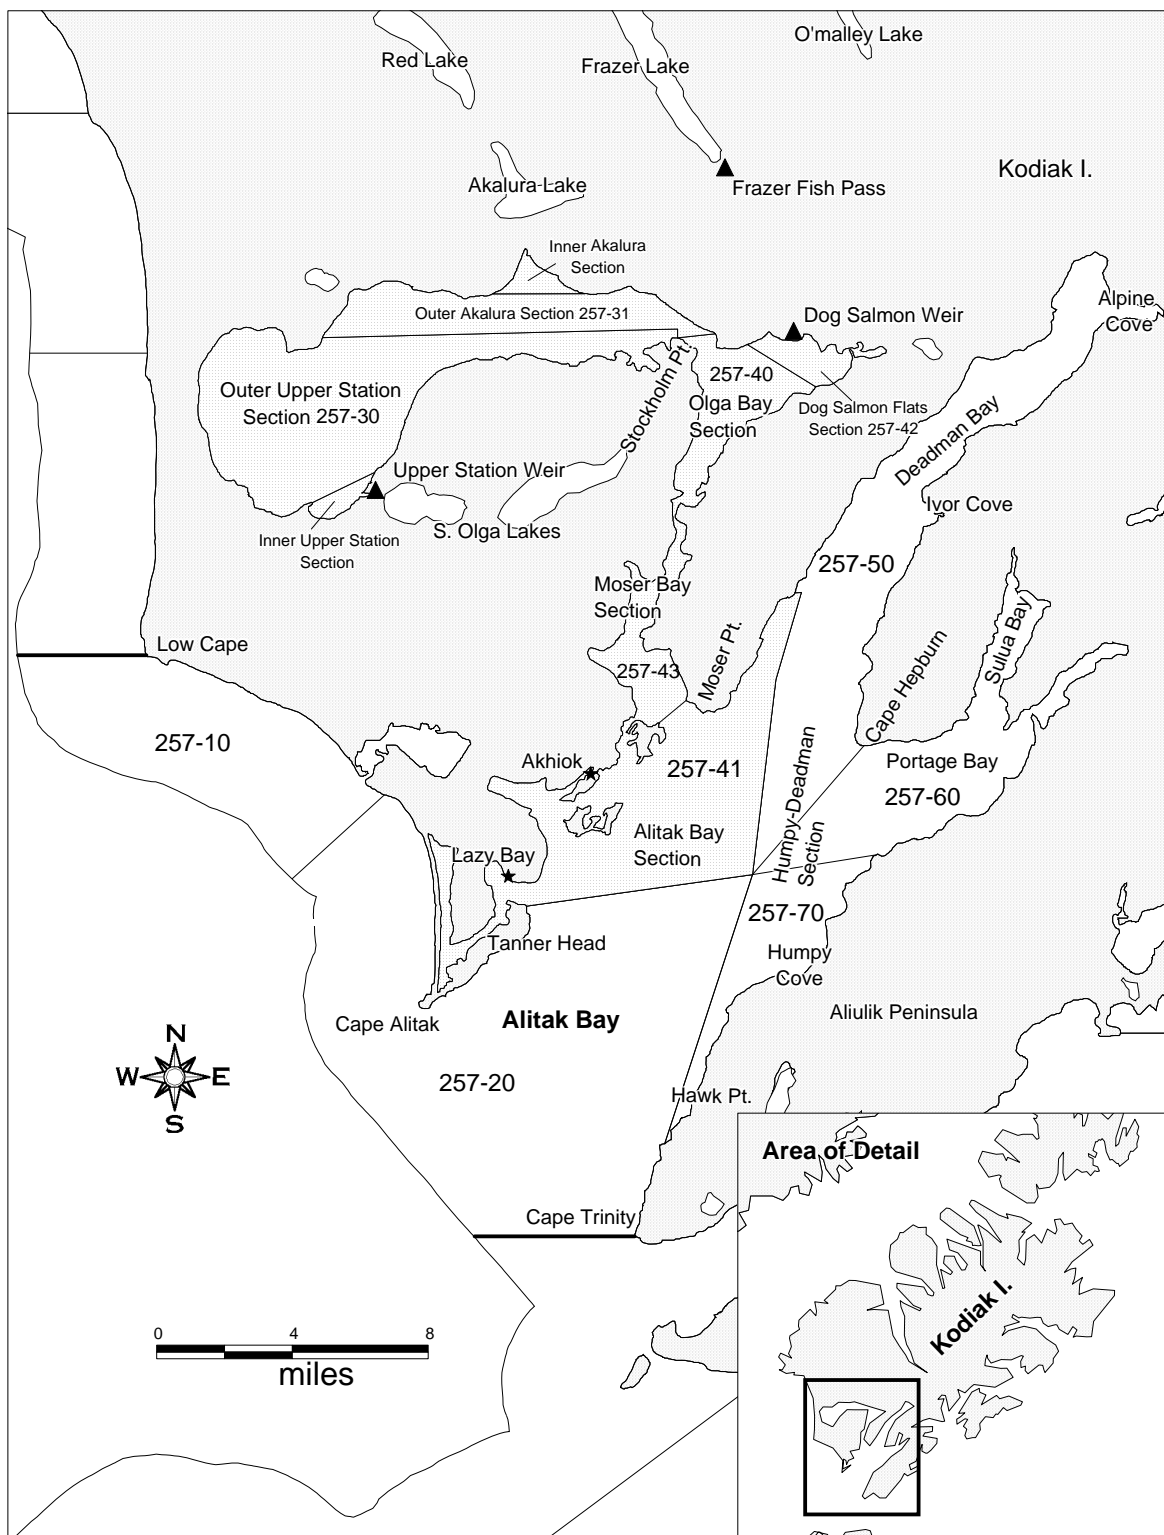 O'malley Lake
Red Lake
Frazer Lake
Kodiak I.
Akalura Lake
Frazer Fish Pass
Inner Akalura
Section
Alpine
Cove
Outer Akalura Section 257-31
Dog Salmon Weir
Stockholm Pt.
257-40
Olga Bay
Section
Outer Upper Station
Section 257-30
Dog Salmon Flats
Section 257-42
Deadman Bay
Upper Station Weir
S. Olga Lakes
Ivor Cove
Inner Upper Station
Section
257-50
Moser Bay
Section
Sulua Bay
Low Cape
257-43
Moser Pt.
Cape Hepburn
257-10
Akhiok
257-41
Humpy-Deadman
Section
Portage Bay
257-60
Alitak Bay
Section
Lazy Bay
257-70
Tanner Head
Humpy
Cove
Cape Alitak
Alitak Bay
Aliulik Peninsula
N
W
E
S
257-20
Hawk Pt.
Area of Detail
Cape Trinity
Kodiak I.
0
4
8
miles